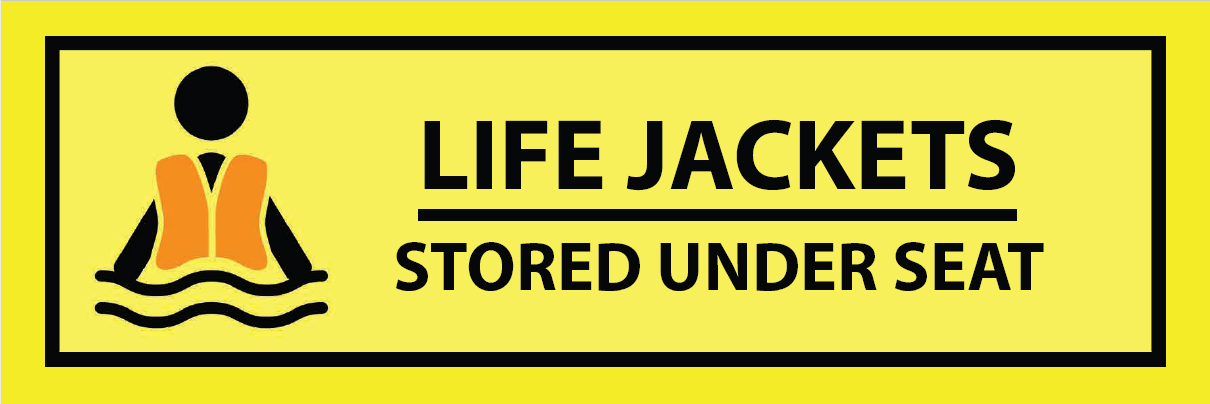 LIFE JACKETS
STORED UNDER SEAT